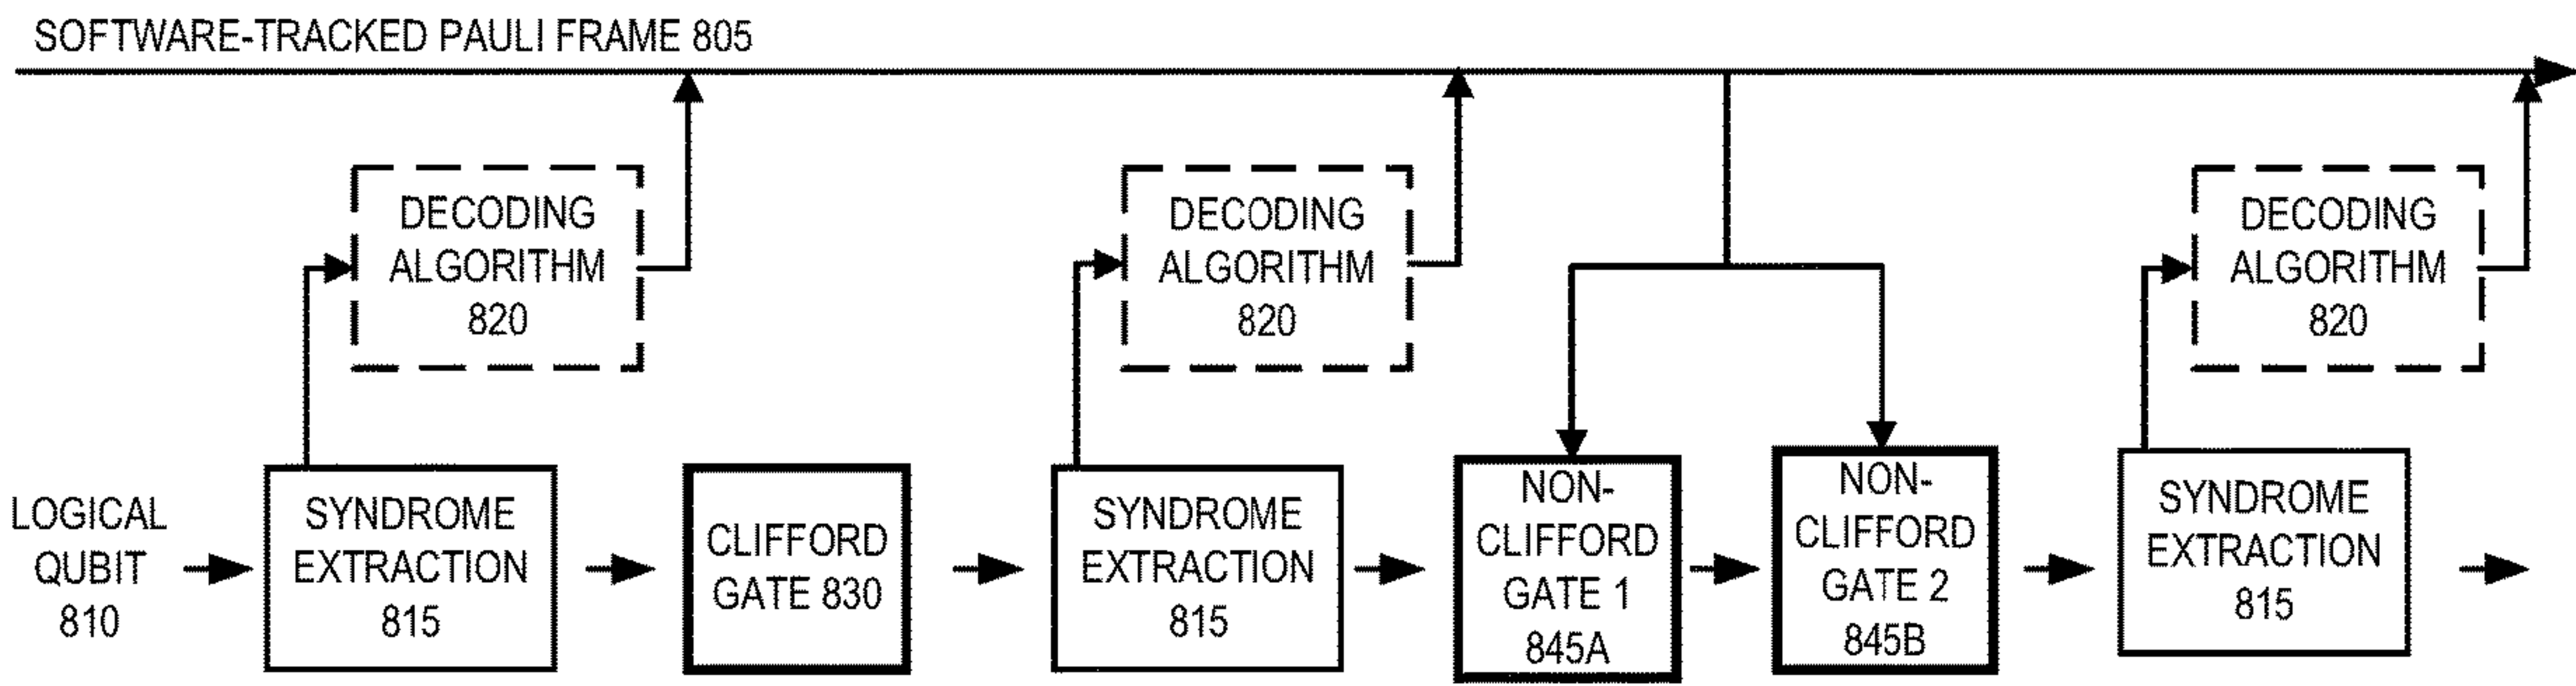 SOFTWARE-TRACKED PAULI FRAME 805
DECODING
ALGORITHM
820
DECODING
ALGORITHM
820
DECODING
ALGORITHM
820
LOGICAL
QUBIT
810
SYNDROME
EXTRACTION
815
CLIFFORD
GATE 830
SYNDROME
EXTRACTION
815
NON-
CLIFFORD
GATE 1
845A
NON-
CLIFFORD
GATE 2
845B
SYNDROME
EXTRACTION
815